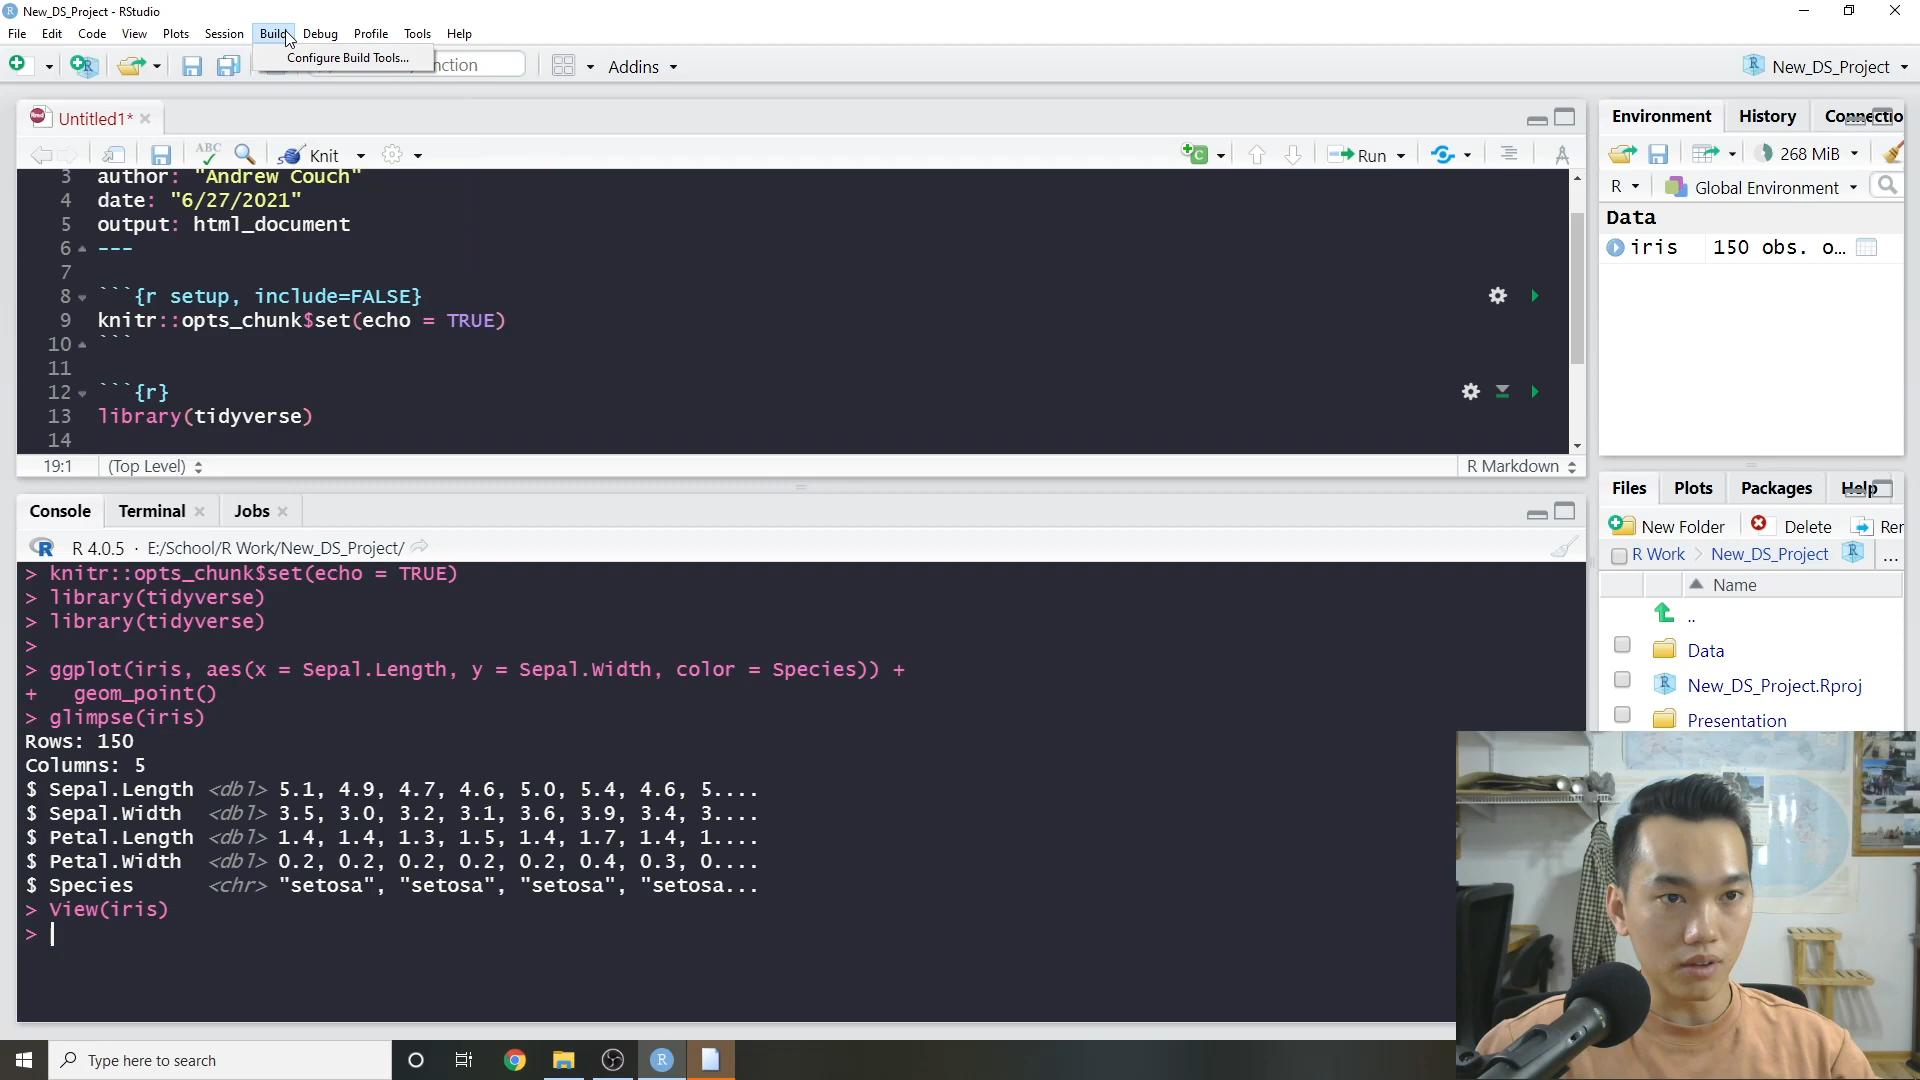 New_DS_Project - RStudio
File Edit Code View Plots Session Build Debug Profile Tools Help
Configure Build Tools...
nction
Addins
New_DS_Project
Untitled1*
Environment History Connectio
ABC
Knit
Run
268 MiB
R Global Environment
3 author: "Andrew Couch"
4 date: "6/27/2021"
5 output: html_document
6 ---
7
8 ```{r setup, include=FALSE}
9 knitr::opts_chunk$set(echo = TRUE)
10 ```
11
12 ```{r}
13 library(tidyverse)
14
Data
iris 150 obs. o...
19:1 (Top Level) R Markdown
Console Terminal Jobs
Files Plots Packages Help
New Folder Delete Ren
R Work New_DS_Project ...
Name
..
Data
New_DS_Project.Rproj
Presentation
R 4.0.5 · E:/School/R Work/New_DS_Project/
> knitr::opts_chunk$set(echo = TRUE)
> library(tidyverse)
> library(tidyverse)
>
> ggplot(iris, aes(x = Sepal.Length, y = Sepal.Width, color = Species)) +
+ geom_point()
> glimpse(iris)
Rows: 150
Columns: 5
$ Sepal.Length <dbl> 5.1, 4.9, 4.7, 4.6, 5.0, 5.4, 4.6, 5....
$ Sepal.Width <dbl> 3.5, 3.0, 3.2, 3.1, 3.6, 3.9, 3.4, 3....
$ Petal.Length <dbl> 1.4, 1.4, 1.3, 1.5, 1.4, 1.7, 1.4, 1....
$ Petal.Width <dbl> 0.2, 0.2, 0.2, 0.2, 0.2, 0.4, 0.3, 0....
$ Species <chr> "setosa", "setosa", "setosa", "setosa...
> View(iris)
>
Type here to search